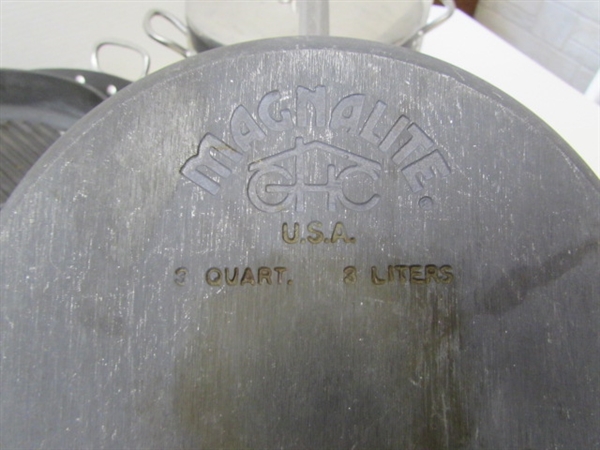 MAGNALITE.
GHC
U.S.A.
3 QUART. 3 LITERS